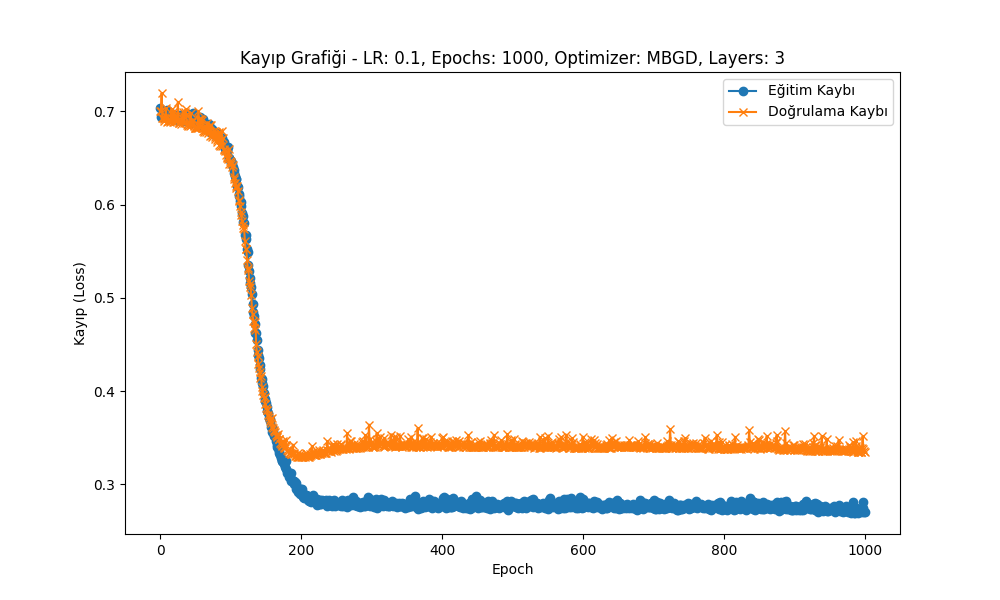 Kayıp Grafiği - LR: 0.1, Epochs: 1000, Optimizer: MBGD, Layers: 3
Eğitim Kaybı
Doğrulama Kaybı
Kayıp (Loss)
0.7
0.6
0.5
0.4
0.3
0 200 400 600 800 1000
Epoch